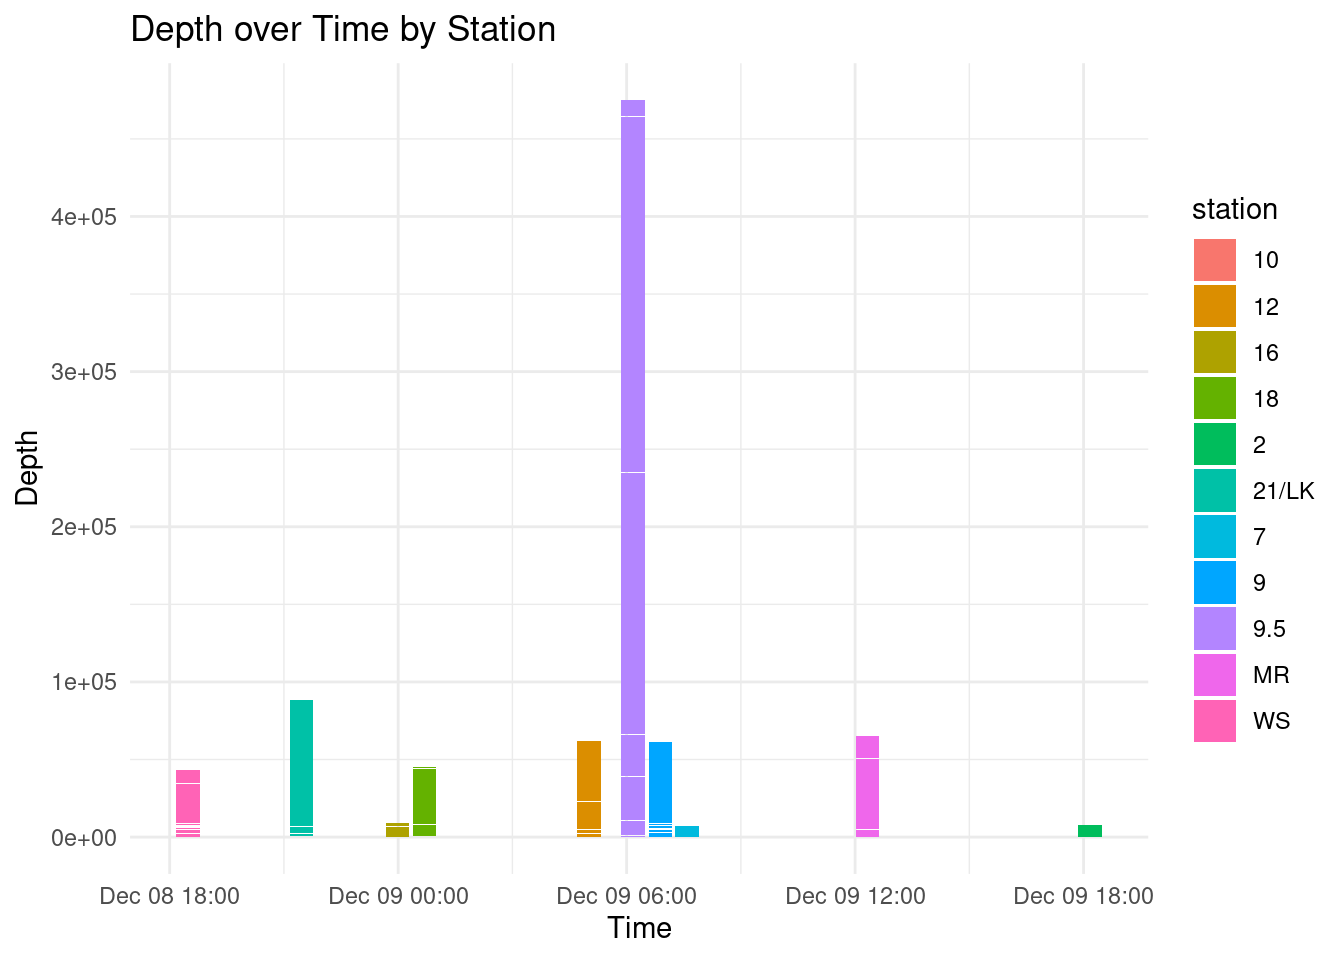 Depth over Time by Station
4e+05
3e+05
2e+05
1e+05
0e+00
Depth
Dec 08 18:00
Dec 09 00:00
Dec 09 06:00
Dec 09 12:00
Dec 09 18:00
Time
station
10
12
16
18
2
21/LK
7
9
9.5
MR
WS